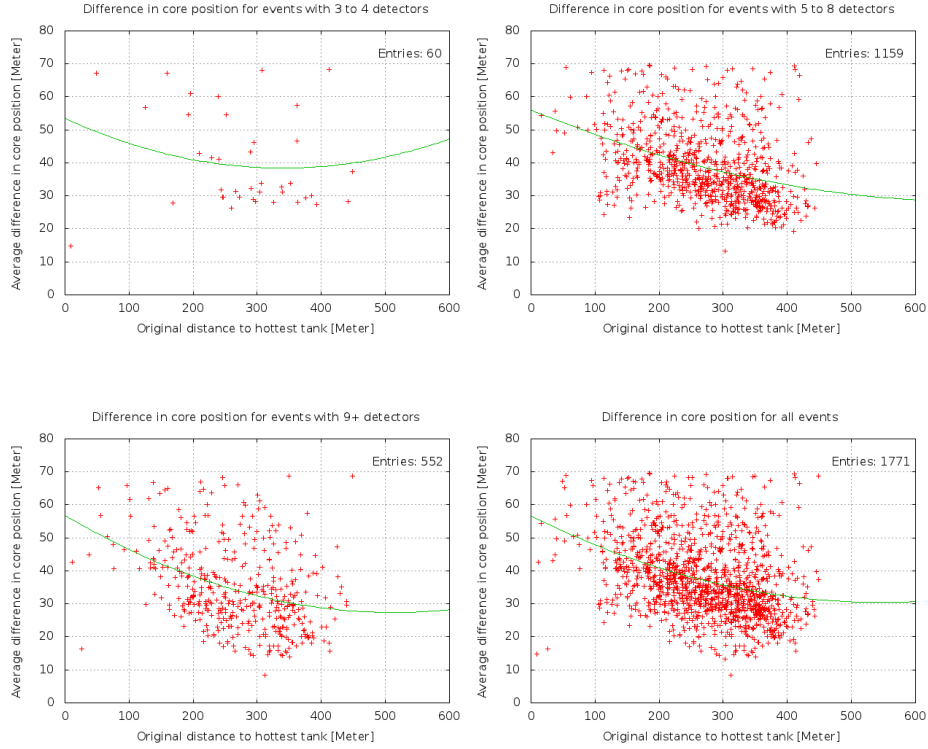 Difference in core position for events with 3 to 4 detectors
Entries: 60
Average difference in core position [Meter]
80
70
60
50
40
30
20
10
0
0 100 200 300 400 500 600
Original distance to hottest tank [Meter]
Difference in core position for events with 5 to 8 detectors
Entries: 1159
Average difference in core position [Meter]
80
70
60
50
40
30
20
10
0
0 100 200 300 400 500 600
Original distance to hottest tank [Meter]
Difference in core position for events with 9+ detectors
Entries: 552
Average difference in core position [Meter]
80
70
60
50
40
30
20
10
0
0 100 200 300 400 500 600
Original distance to hottest tank [Meter]
Difference in core position for all events
Entries: 1771
Average difference in core position [Meter]
80
70
60
50
40
30
20
10
0
0 100 200 300 400 500 600
Original distance to hottest tank [Meter]